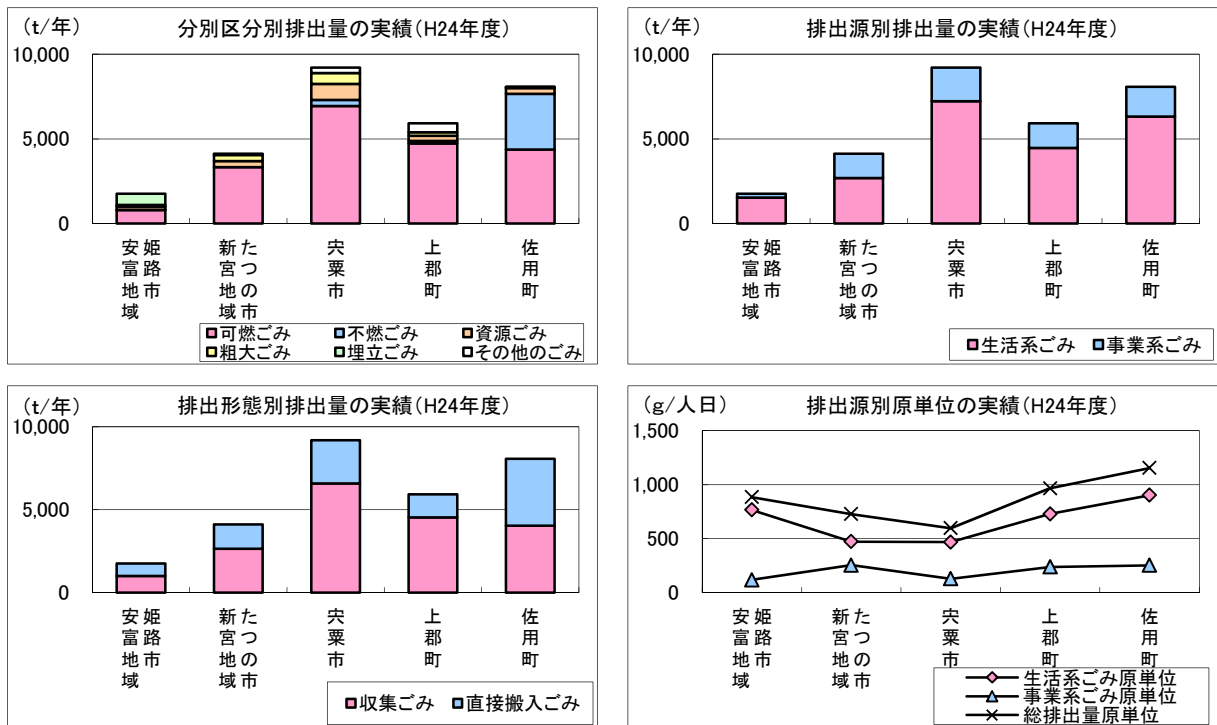 (t/年)
分別区分別排出量の実績(H24年度)
10,000
5,000
0
姫路市
安富地域
たつの市
新宮地域
宍粟市
上郡町
佐用町
可燃ごみ
不燃ごみ
資源ごみ
粗大ごみ
埋立ごみ
その他のごみ
(t/年)
排出源別排出量の実績(H24年度)
10,000
5,000
0
姫路市
安富地域
たつの市
新宮地域
宍粟市
上郡町
佐用町
生活系ごみ
事業系ごみ
(t/年)
排出形態別排出量の実績(H24年度)
10,000
5,000
0
姫路市
安富地域
たつの市
新宮地域
宍粟市
上郡町
佐用町
収集ごみ
直接搬入ごみ
(g/人日)
排出源別原単位の実績(H24年度)
1,500
1,000
500
0
姫路市
安富地域
たつの市
新宮地域
宍粟市
上郡町
佐用町
生活系ごみ原単位
事業系ごみ原単位
総排出量原単位